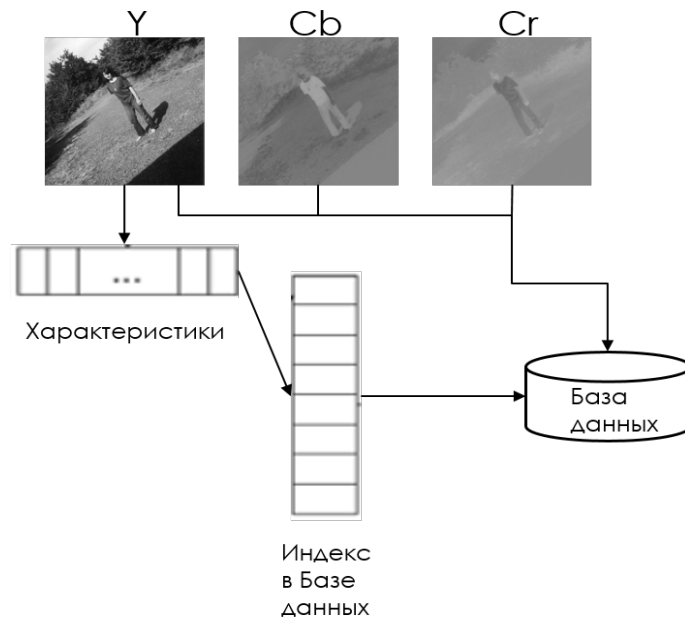 Y
Cb
Cr
...
Характеристики
База
данных
Индекс
в Базе
данных